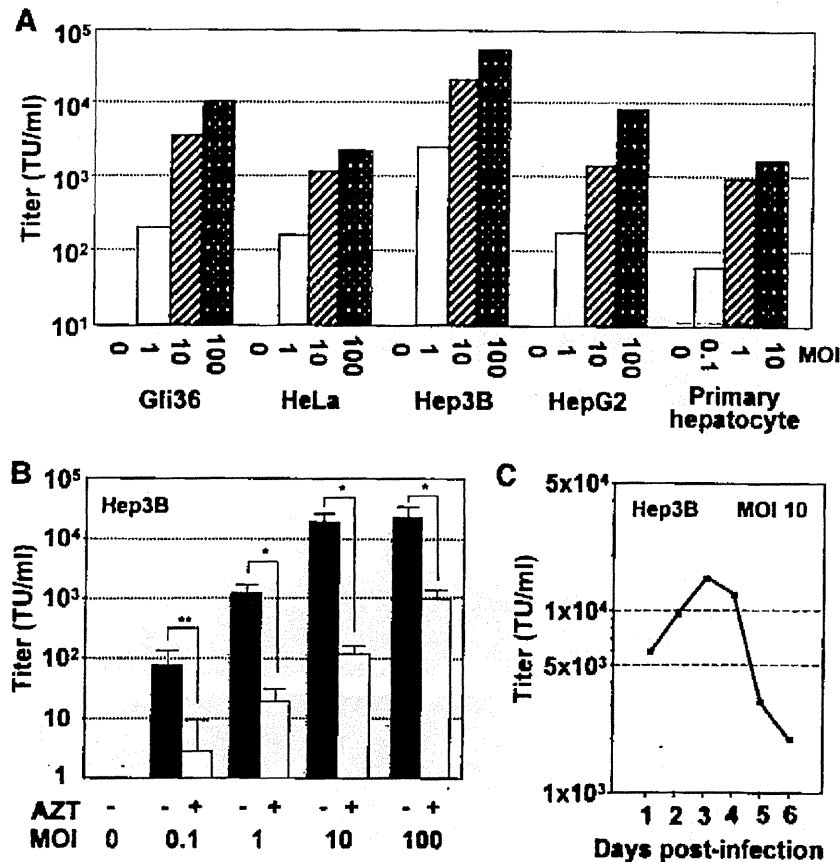 A
10⁵
10⁴
10³
10²
10¹
Titer (TU/ml)
0 1 10 100 0 1 10 100 0 1 10 100 0 1 10 100 0 0.1 1 10 MOI
Gli36 HeLa Hep3B HepG2 Primary
hepatocyte
B
Hep3B
10⁵
10⁴
10³
10²
10
1
Titer (TU/ml)
** * * *
AZT - - + - + - + - +
MOI 0 0.1 1 10 100
C
Hep3B MOI 10
5x10⁴
1x10⁴
5x10³
1x10³
Titer (TU/ml)
1 2 3 4 5 6
Days post-infection